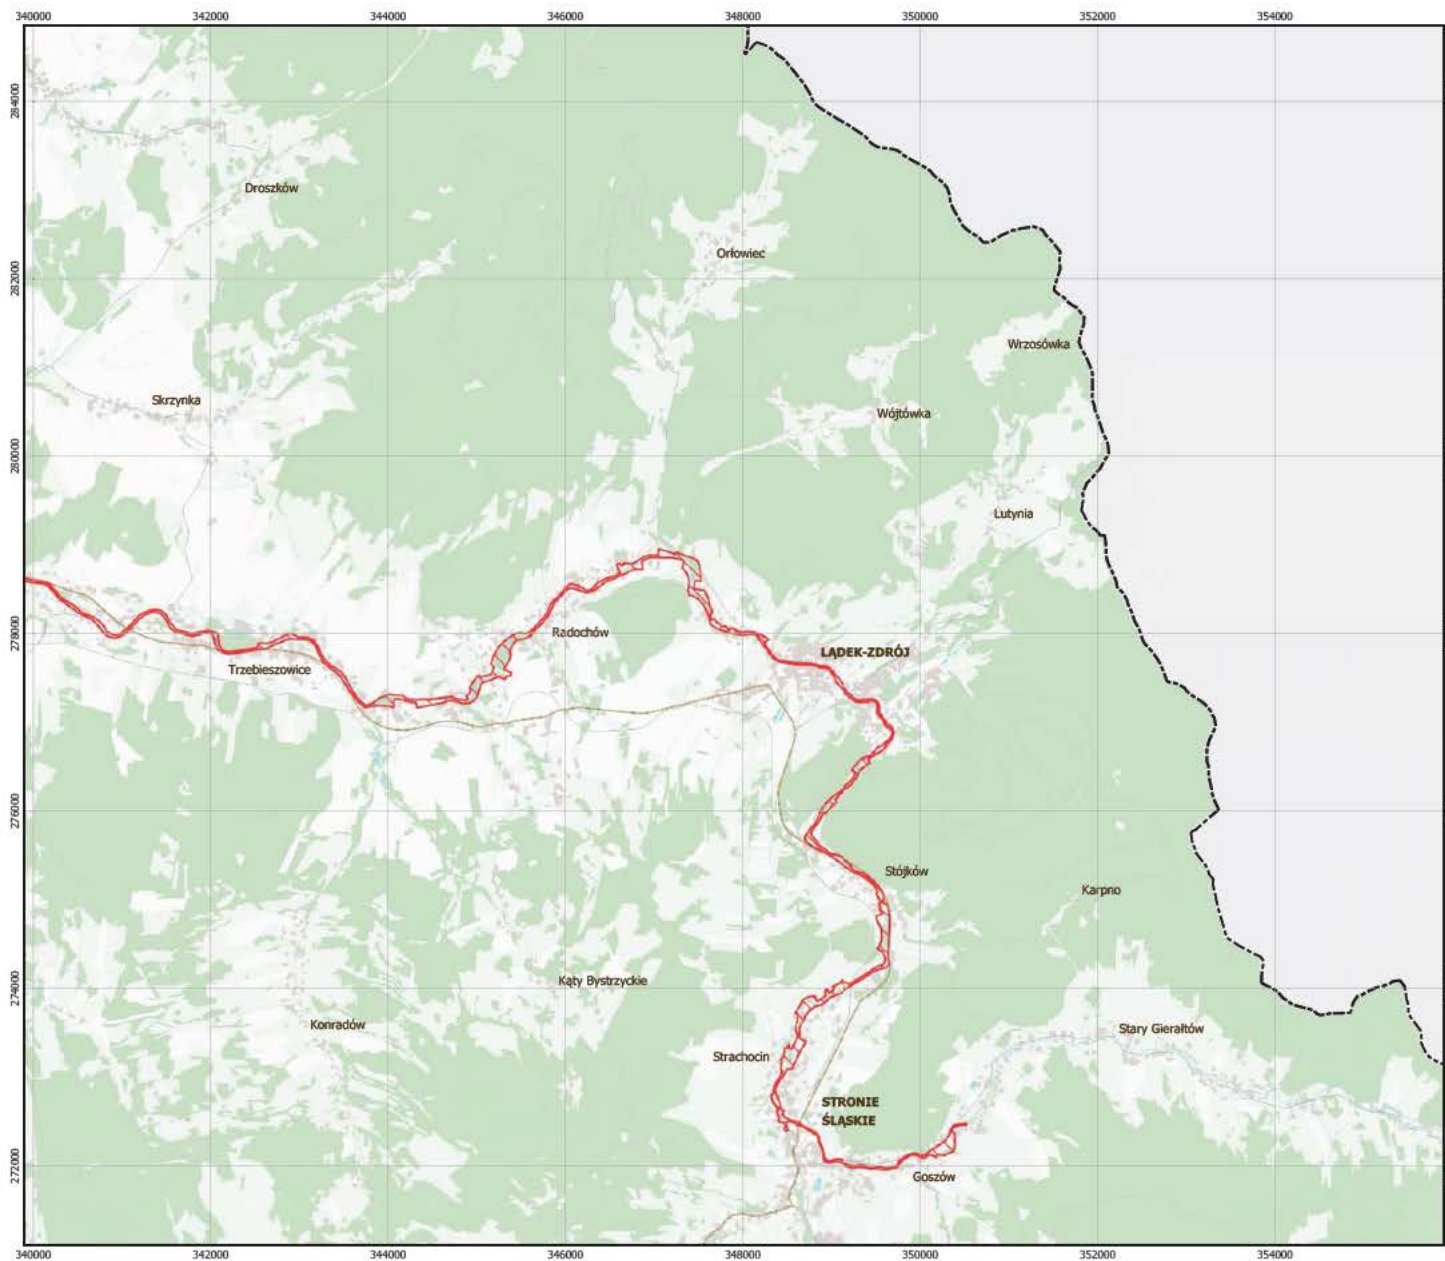 340000 342000 344000 346000 348000 350000 352000 354000
284000
Droszków
Orłowiec
282000
Wrzosówka
Skrzynka
Wójtówka
280000
Lutynia
278000
Radochów
LĄDEK-ZDRÓJ
Trzebieszowice
276000
Stójków
Karpno
Kąty Bystrzyckie
274000
Konradów
Stary Gierałtów
Strachocin
STRONIE
ŚLĄSKIE
272000
Goszów
340000 342000 344000 346000 348000 350000 352000 354000